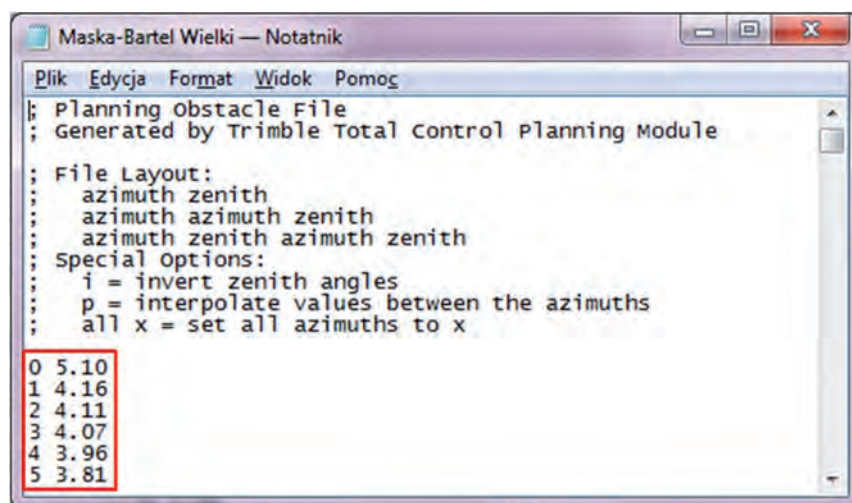 Maska-Bartel Wielki — Notatnik
Plik Edycja Format Widok Pomoc
; Planning Obstacle File
; Generated by Trimble Total Control Planning Module
; File Layout:
; azimuth zenith
; azimuth azimuth zenith
; azimuth zenith azimuth zenith
; Special Options:
; i = invert zenith angles
; p = interpolate values between the azimuths
; all x = set all azimuths to x
0 5.10
1 4.16
2 4.11
3 4.07
4 3.96
5 3.81